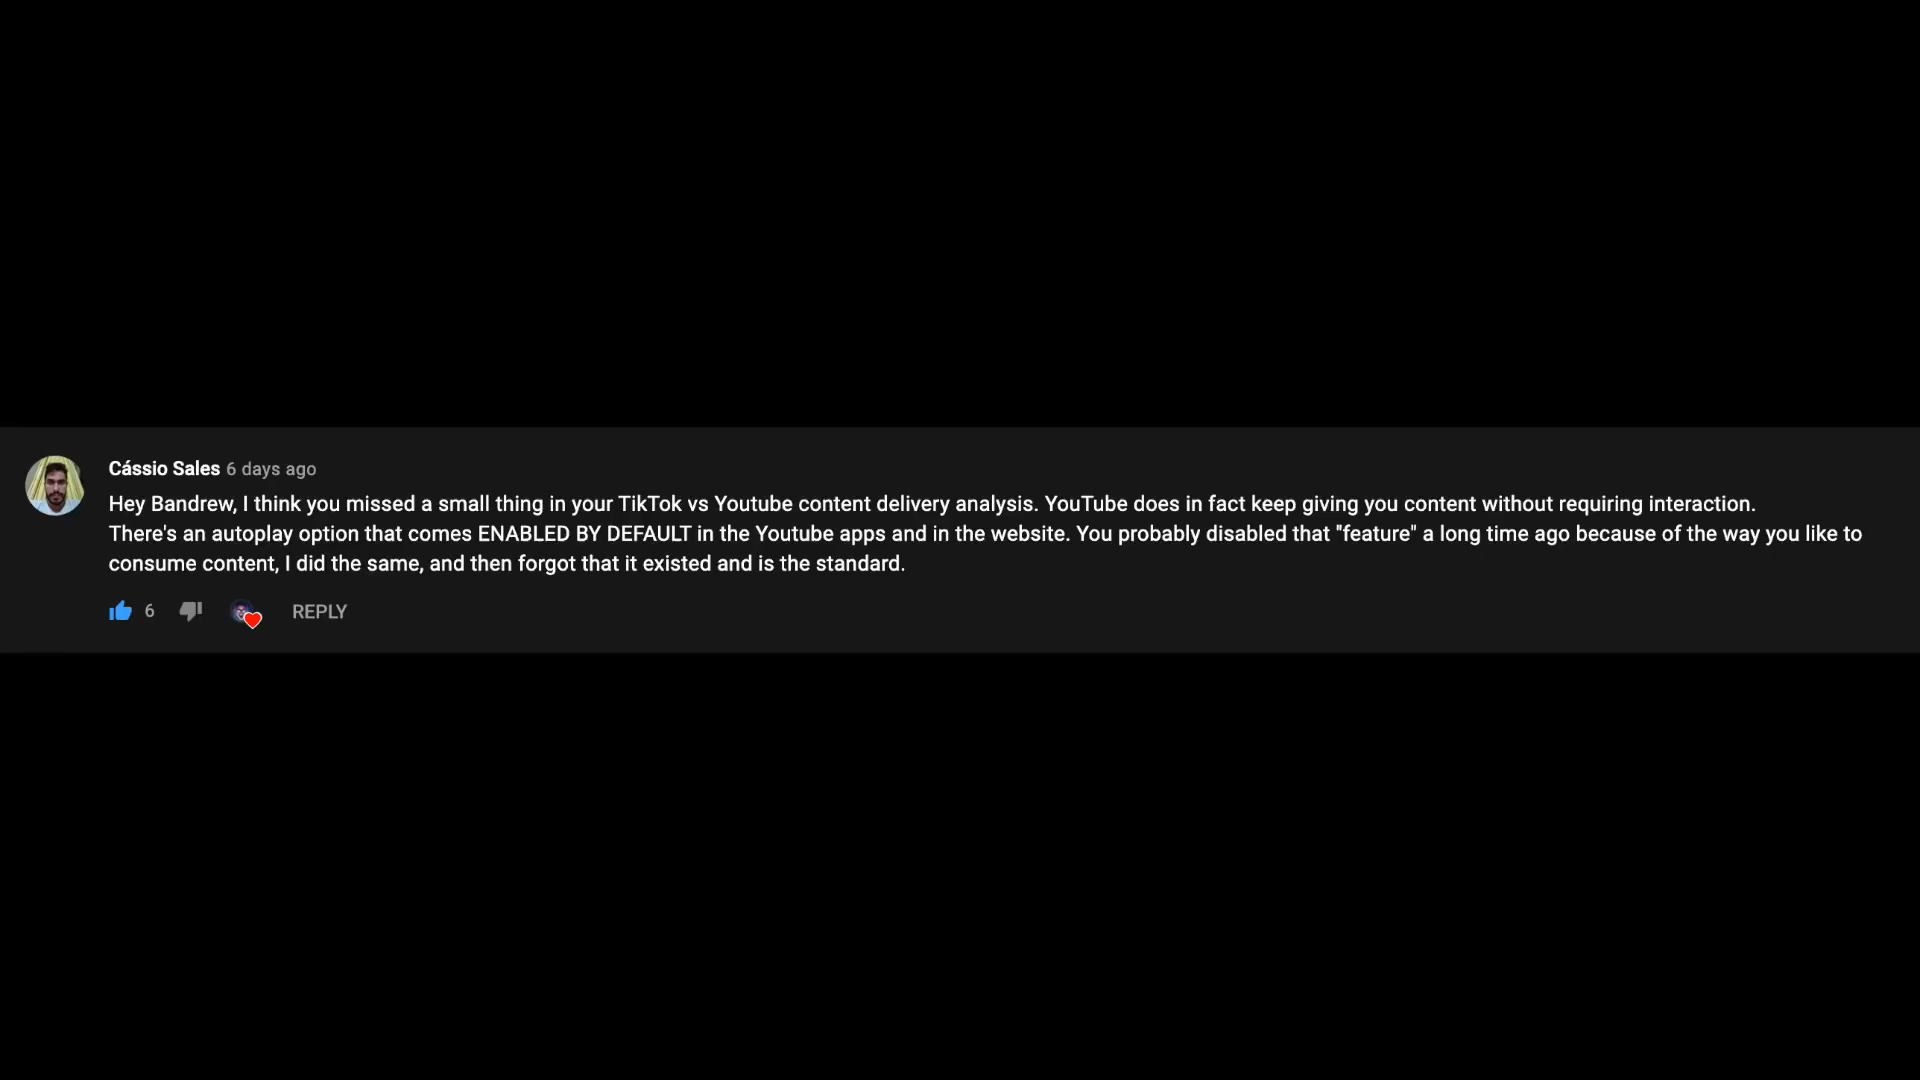 Cássio Sales 6 days ago
Hey Bandrew, I think you missed a small thing in your TikTok vs Youtube content delivery analysis. YouTube does in fact keep giving you content without requiring interaction.
There's an autoplay option that comes ENABLED BY DEFAULT in the Youtube apps and in the website. You probably disabled that "feature" a long time ago because of the way you like to
consume content, I did the same, and then forgot that it existed and is the standard.
6 REPLY